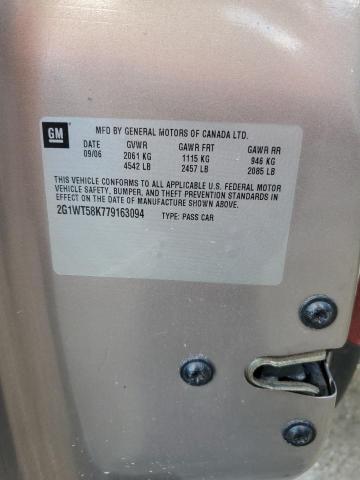 GM
MFD BY GENERAL MOTORS OF CANADA LTD.
DATE GVWR GAWR FRT GAWR RR
09/06 2061 KG 1115 KG 946 KG
4542 LB 2457 LB 2085 LB
THIS VEHICLE CONFORMS TO ALL APPLICABLE U.S. FEDERAL MOTOR
VEHICLE SAFETY, BUMPER, AND THEFT PREVENTION STANDARDS
IN EFFECT ON THE DATE OF MANUFACTURE SHOWN ABOVE.
2G1WT58K779163094 TYPE: PASS CAR